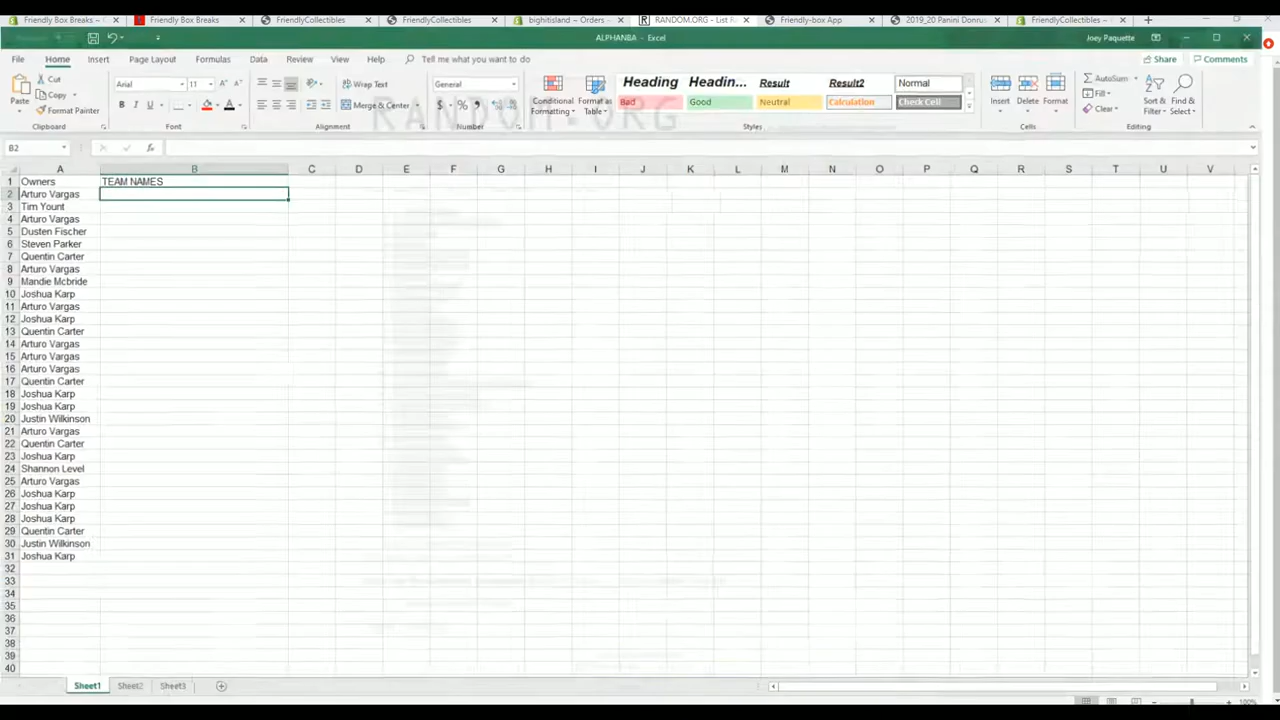 Friendly Box Breaks – Friendly Box Breaks FriendlyCollectibles FriendlyCollectibles bighitisland – Orders – RANDOM.ORG - List Friendly-box App 2019_20 Panini Donrus FriendlyCollectibles –
ALPHANBA – Excel Joey Paquette
File Home Insert Page Layout Formulas Data Review View Help Tell me what you want to do Share Comments
Paste Cut Copy Format Painter
Arial 11
Wrap Text Merge & Center
General
Conditional Formatting Format as Table
Heading Headin... Result Result2 Normal
Bad Good Neutral Calculation Check Cell
Insert Delete Format
AutoSum Fill Clear Sort & Filter Find & Select
RANDOM.ORG
Clipboard Font Alignment Number Styles Cells Editing
B2 fx
A B C D E F G H I J K L M N O P Q R S T U V
1 Owners TEAM NAMES
2 Arturo Vargas
3 Tim Yount
4 Arturo Vargas
5 Dusten Fischer
6 Steven Parker
7 Quentin Carter
8 Arturo Vargas
9 Mandie Mcbride
10 Joshua Karp
11 Arturo Vargas
12 Joshua Karp
13 Quentin Carter
14 Arturo Vargas
15 Arturo Vargas
16 Arturo Vargas
17 Quentin Carter
18 Joshua Karp
19 Joshua Karp
20 Justin Wilkinson
21 Arturo Vargas
22 Quentin Carter
23 Joshua Karp
24 Shannon Level
25 Arturo Vargas
26 Joshua Karp
27 Joshua Karp
28 Joshua Karp
29 Quentin Carter
30 Justin Wilkinson
31 Joshua Karp
32
33
34
35
36
37
38
39
40
Sheet1 Sheet2 Sheet3
100%